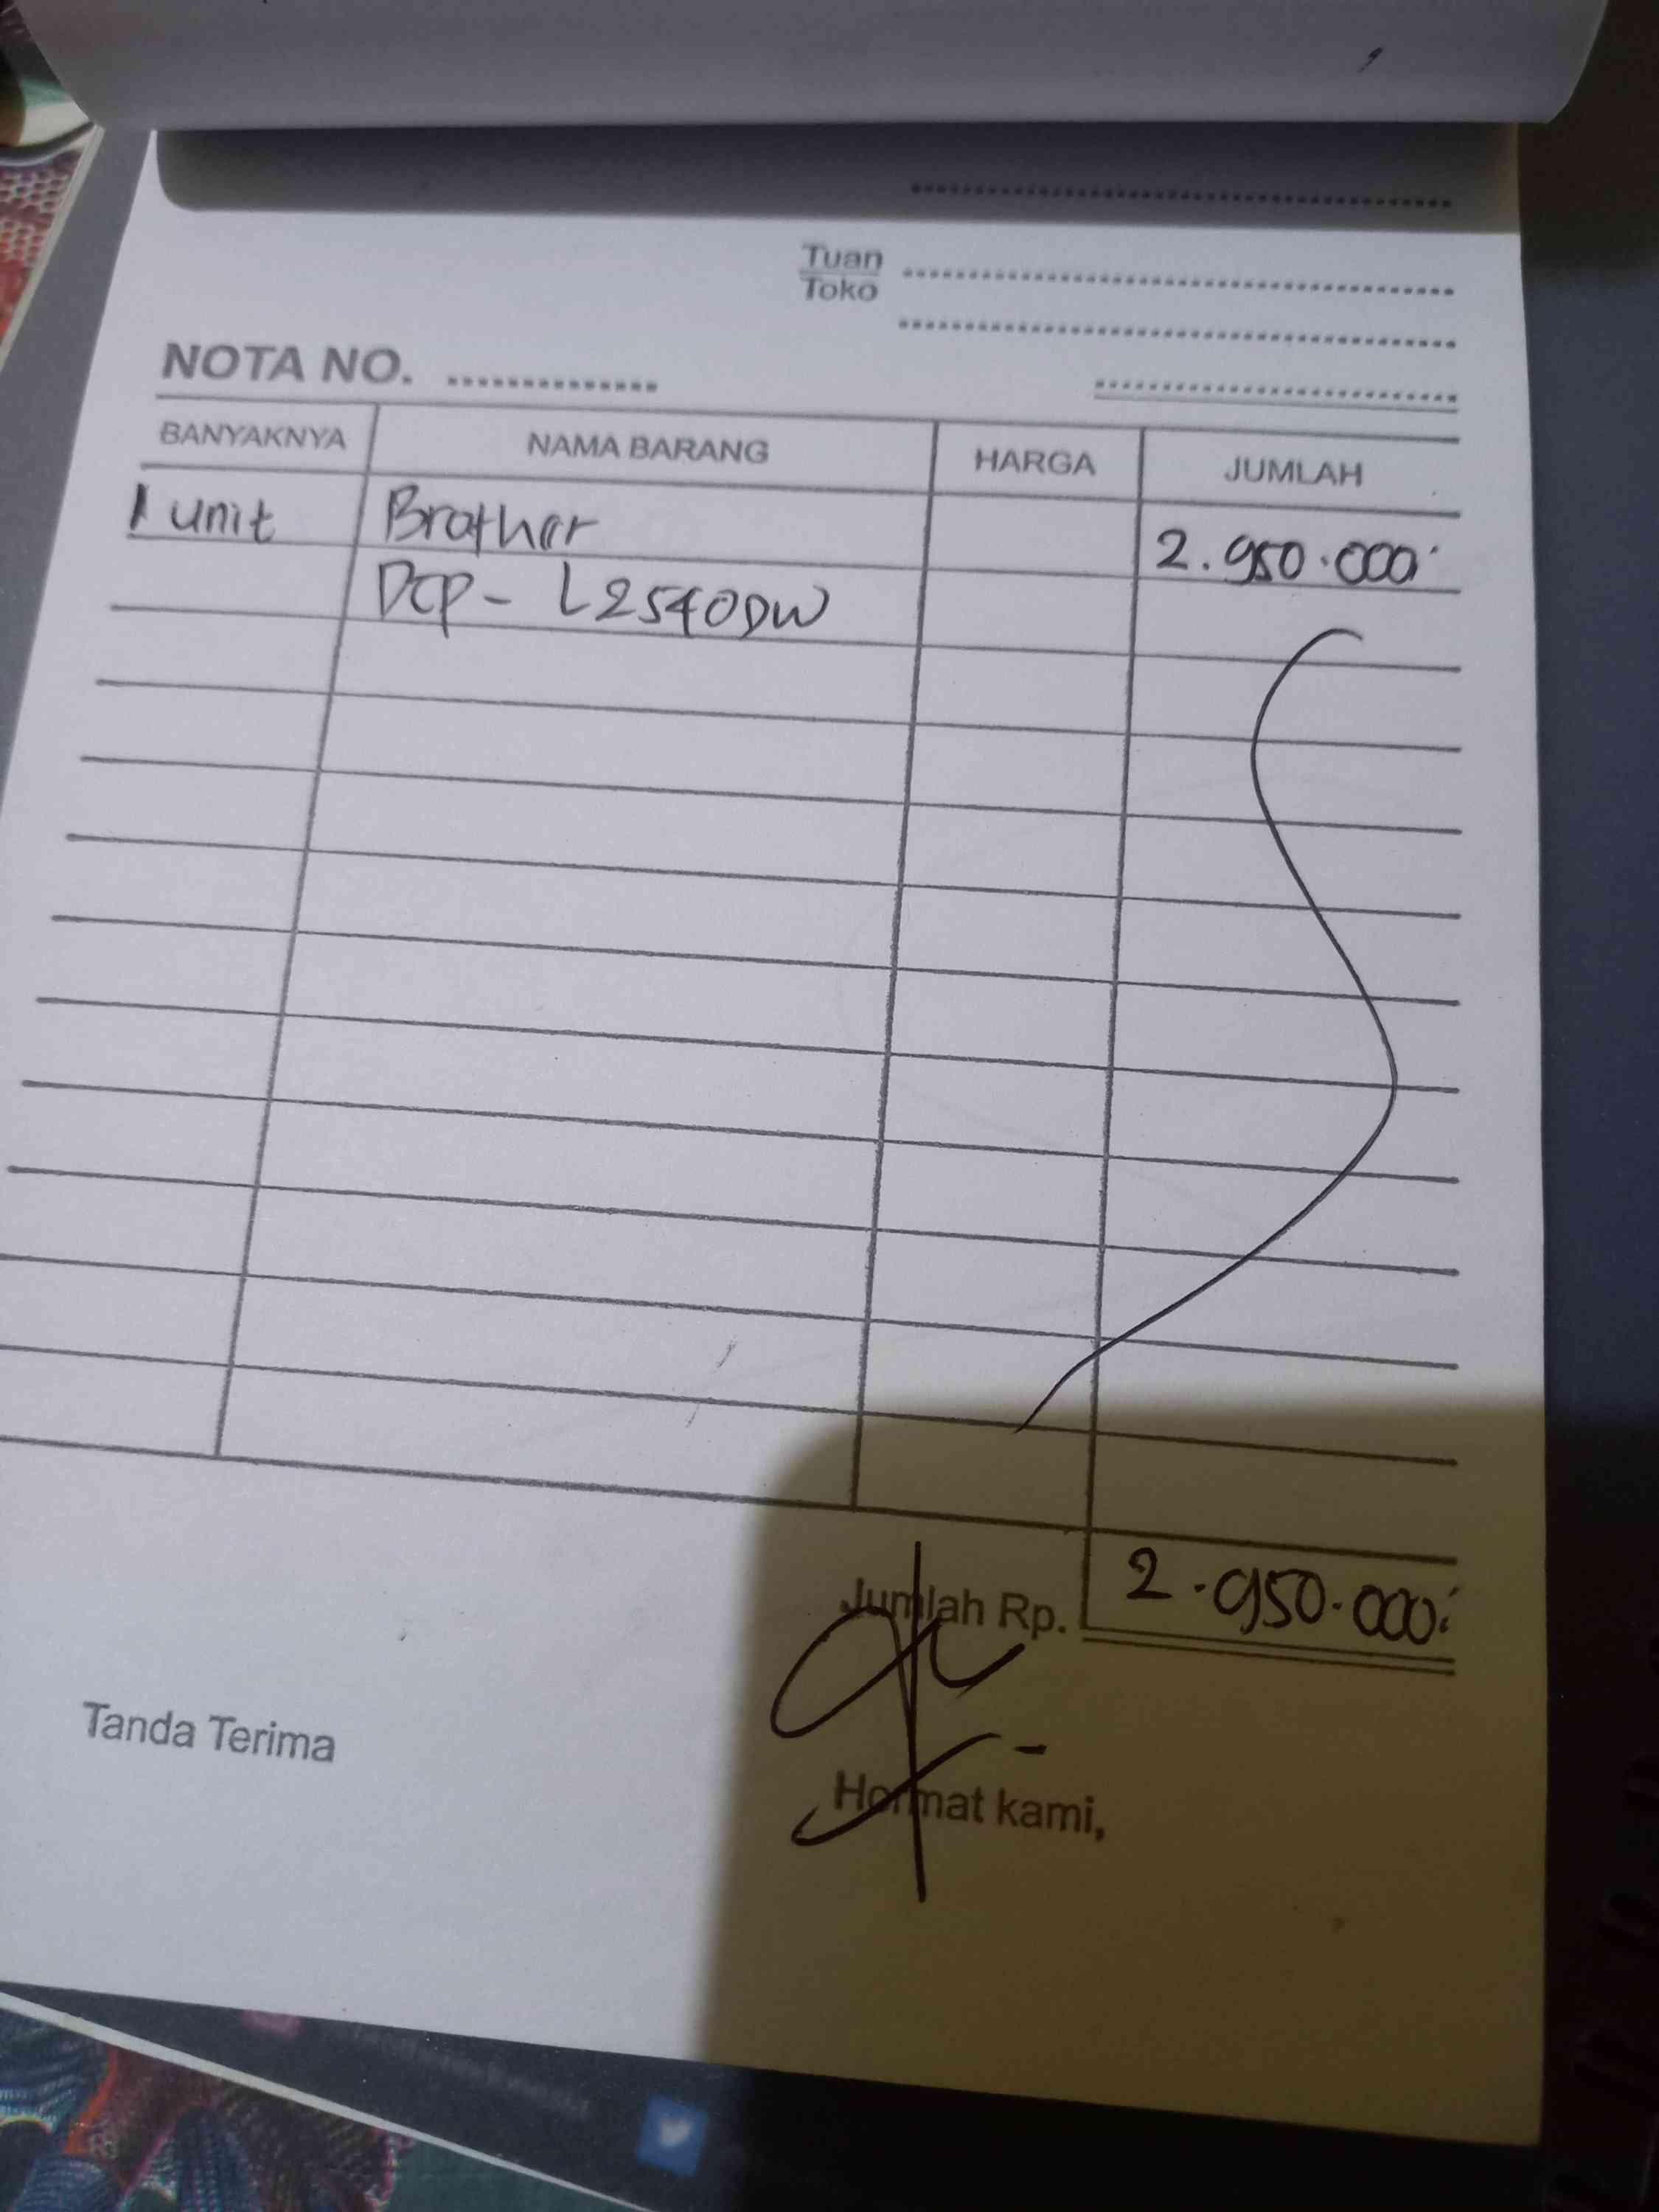 Tuan
Toko
NOTA NO.
BANYAKNYA NAMA BARANG HARGA JUMLAH
1 unit Brother 2.950.000
DCP - L2540DW
Jumlah Rp. 2.950.000
Tanda Terima
Hormat kami,